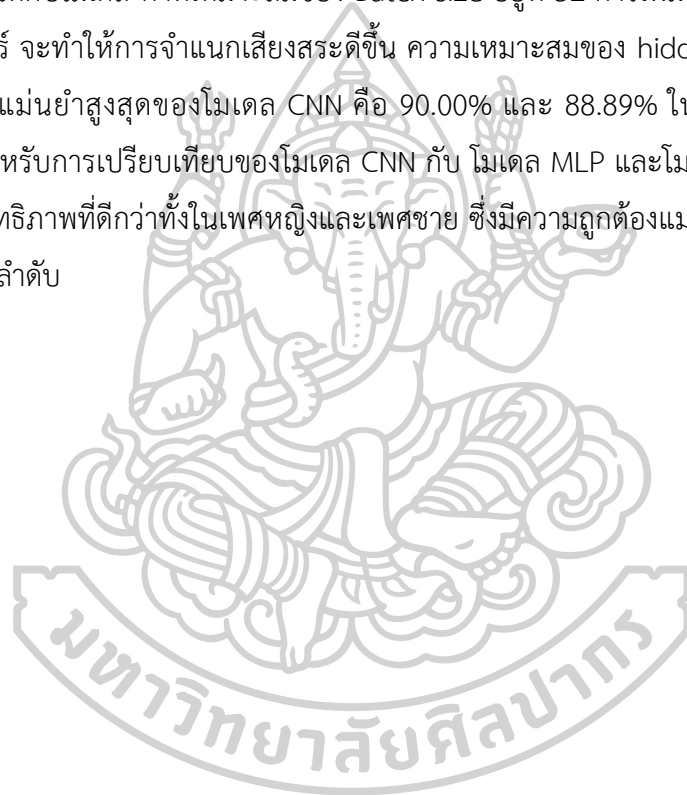 ร์ จะทำให้การจำแนกเสียงสระดีขึ้น ความเหมาะสมของ
แม่นยำสูงสุดของโมเดล CNN คือ 90.00% และ 88.89% ใน
หรับการเปรียบเทียบของโมเดล CNN กับ โมเดล MLP และโม
ทธิภาพที่ดีกว่าทั้งในเพศหญิงและเพศชาย ซึ่งมีความถูกต้องแม
ลำดับ
มหาวิทยาลัยศิลปากร